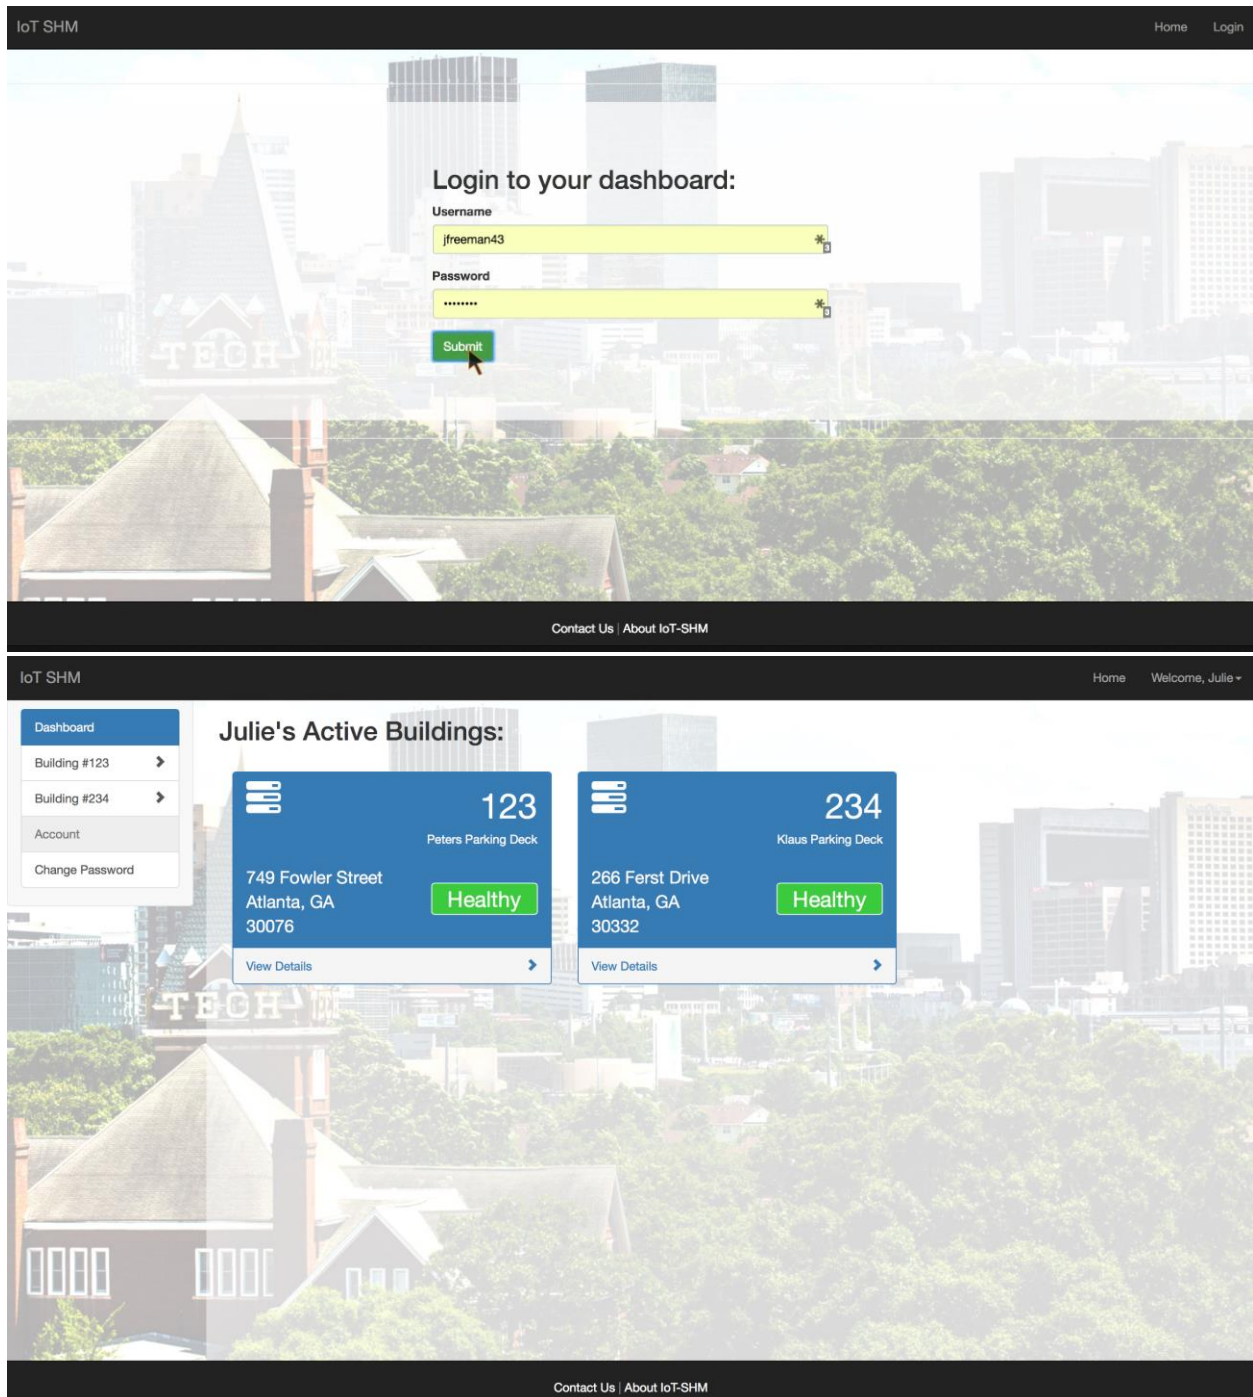 IoT SHM
Home Login
Login to your dashboard:
Username
jfreeman43
Password
••••••••
Submit
TECH
Contact Us | About IoT-SHM
IoT SHM
Home Welcome, Julie
Dashboard
Building #123
Building #234
Account
Change Password
Julie's Active Buildings:
123
Peters Parking Deck
749 Fowler Street
Atlanta, GA
30076
Healthy
View Details
234
Klaus Parking Deck
266 Ferst Drive
Atlanta, GA
30332
Healthy
View Details
TECH
Contact Us | About IoT-SHM